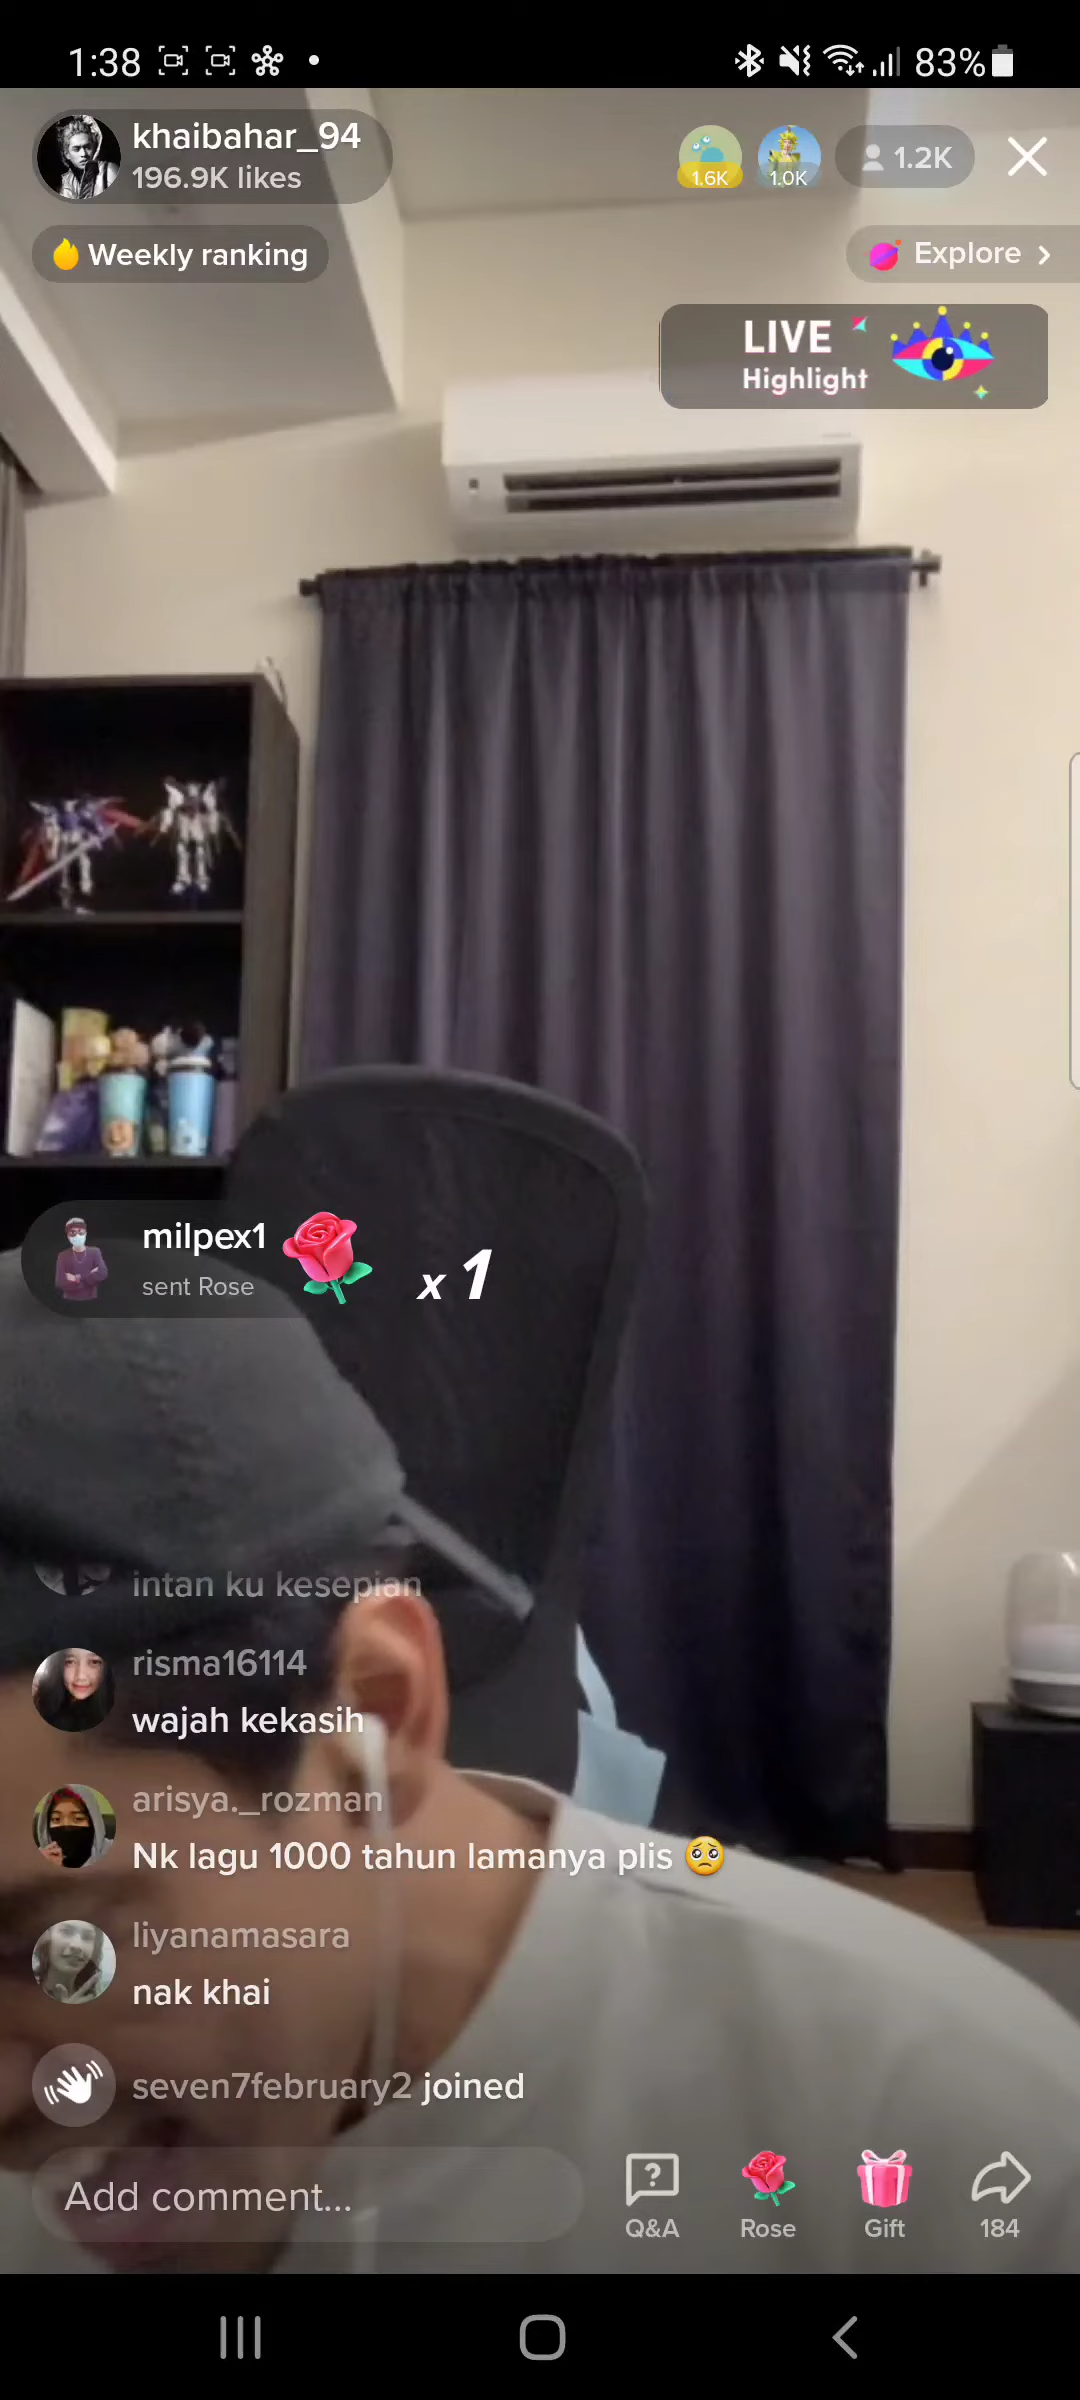 1:38
83%
khaibahar_94
196.9K likes
1.6K
1.0K
1.2K
Weekly ranking
Explore
LIVE
Highlight
milpex1
sent Rose
x 1
intan ku kesepian
risma16114
wajah kekasih
arisya._rozman
Nk lagu 1000 tahun lamanya plis 🥺
liyanamasara
nak khai
seven7february2 joined
Add comment...
Q&A
Rose
Gift
184